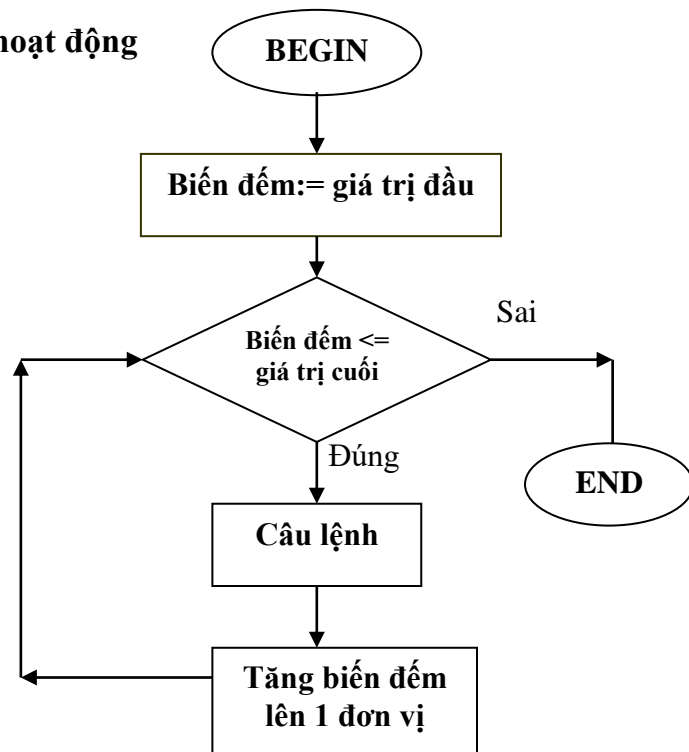 hoạt động
BEGIN
Biến đếm:= giá trị đầu
Sai
Biến đếm <=
giá trị cuối
Đúng
END
Câu lệnh
Tăng biến đếm
lên 1 đơn vị